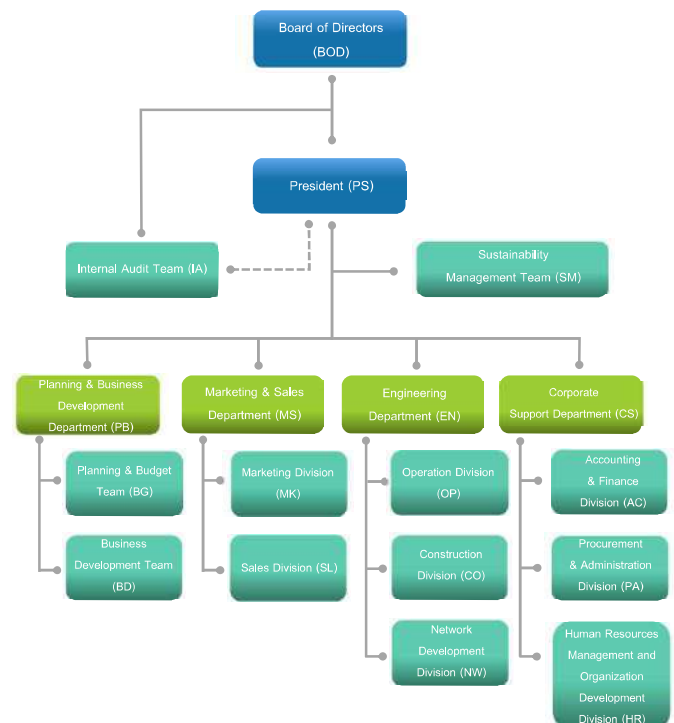 Board of Directors
(BOD)
President (PS)
Internal Audit Team (IA)
Sustainability
Management Team (SM)
Planning & Business
Development
Department (PB)
Marketing & Sales
Department (MS)
Engineering
Department (EN)
Corporate
Support Department (CS)
Planning & Budget
Team (BG)
Marketing Division
(MK)
Operation Division
(OP)
Accounting
& Finance
Division (AC)
Business
Development Team
(BD)
Sales Division (SL)
Construction
Division (CO)
Procurement
& Administration
Division (PA)
Network
Development
Division (NW)
Human Resources
Management and
Organization
Development
Division (HR)